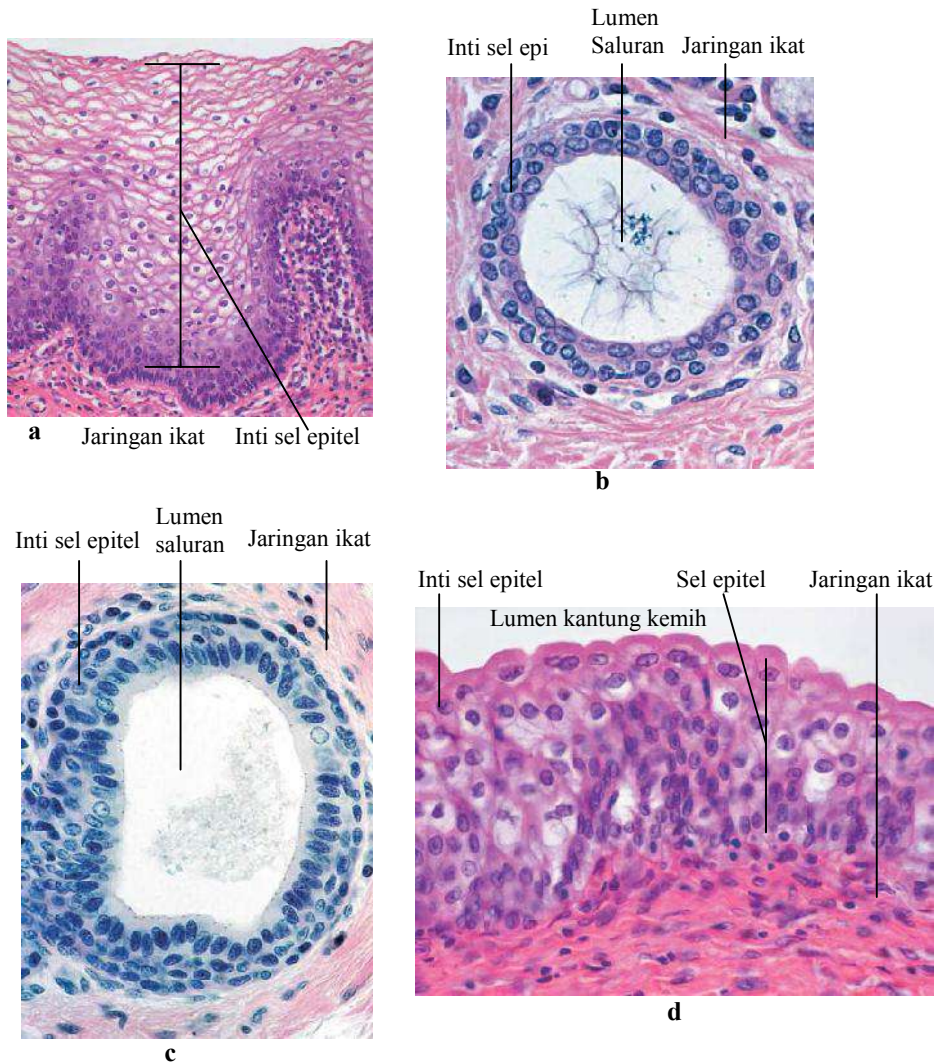 Lumen
Saluran
Inti sel epi
Jaringan ikat
Jaringan ikat
Inti sel epitel
a
b
Lumen
saluran
Inti sel epitel
Jaringan ikat
Inti sel epitel
Sel epitel
Jaringan ikat
Lumen kantung kemih
c
d